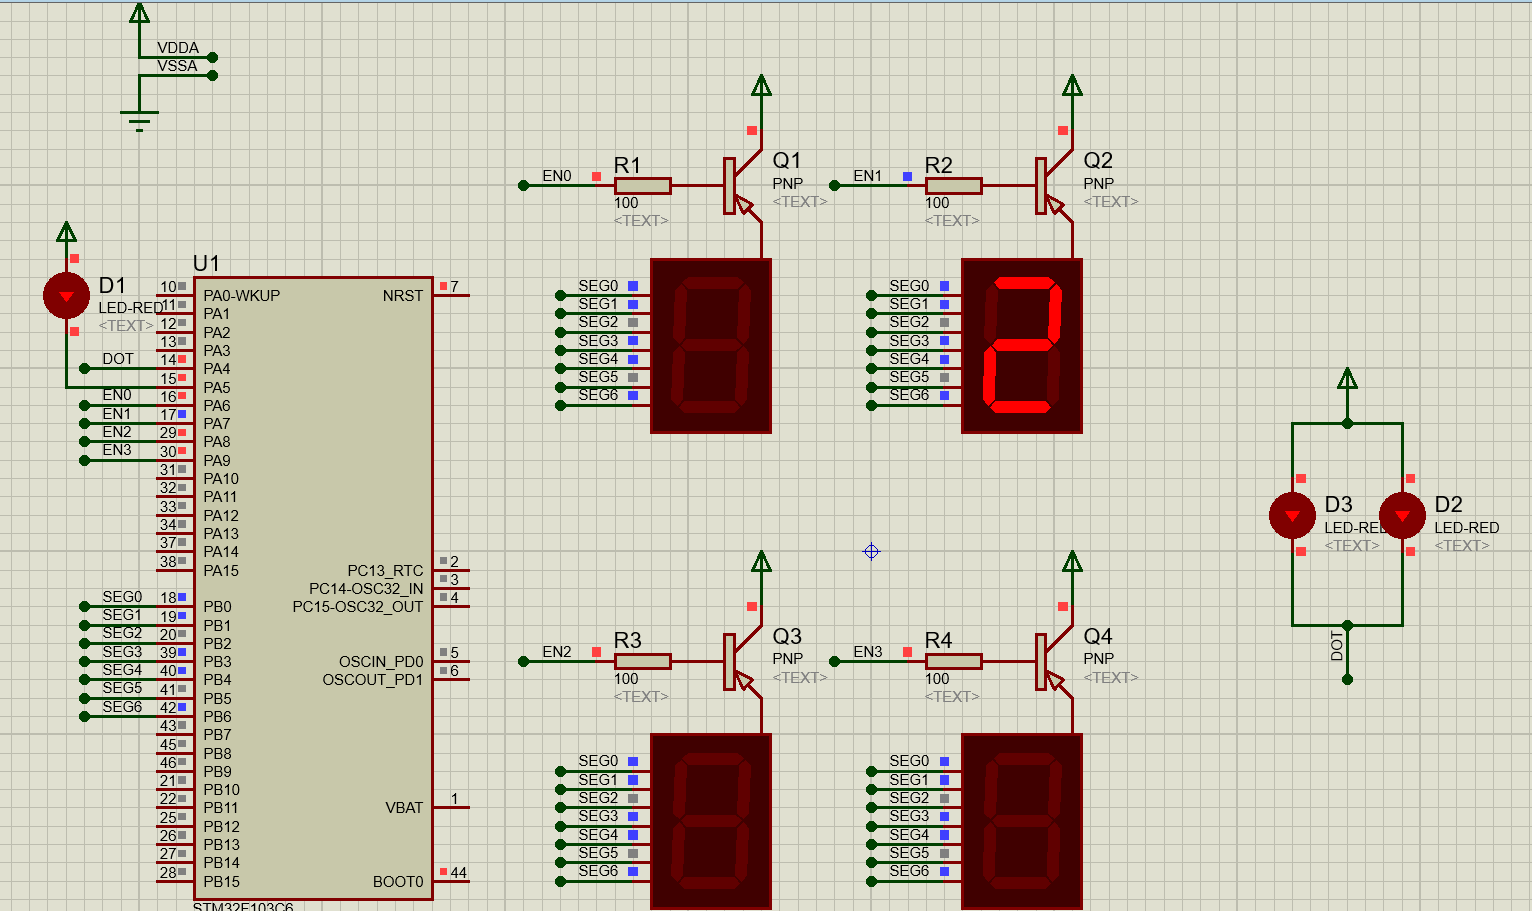 VDDA
VSSA
U1
D1
LED-RED
<TEXT>
DOT
EN0
EN1
EN2
EN3
10 PA0-WKUP
11 PA1
12 PA2
13 PA3
14 PA4
15 PA5
16 PA6
17 PA7
29 PA8
30 PA9
31 PA10
32 PA11
33 PA12
34 PA13
37 PA14
38 PA15
SEG0 18 PB0
SEG1 19 PB1
SEG2 20 PB2
SEG3 39 PB3
SEG4 40 PB4
SEG5 41 PB5
SEG6 42 PB6
43 PB7
45 PB8
46 PB9
21 PB10
22 PB11
25 PB12
26 PB13
27 PB14
28 PB15
NRST 7
PC13_RTC 2
PC14-OSC32_IN 3
PC15-OSC32_OUT 4
OSCIN_PD0 5
OSCOUT_PD1 6
VBAT 1
BOOT0 44
STM32F103C6
EN0
R1
100
<TEXT>
Q1
PNP
<TEXT>
SEG0
SEG1
SEG2
SEG3
SEG4
SEG5
SEG6
EN1
R2
100
<TEXT>
Q2
PNP
<TEXT>
SEG0
SEG1
SEG2
SEG3
SEG4
SEG5
SEG6
2
EN2
R3
100
<TEXT>
Q3
PNP
<TEXT>
SEG0
SEG1
SEG2
SEG3
SEG4
SEG5
SEG6
EN3
R4
100
<TEXT>
Q4
PNP
<TEXT>
SEG0
SEG1
SEG2
SEG3
SEG4
SEG5
SEG6
D3
LED-RED
<TEXT>
D2
LED-RED
<TEXT>
DOT